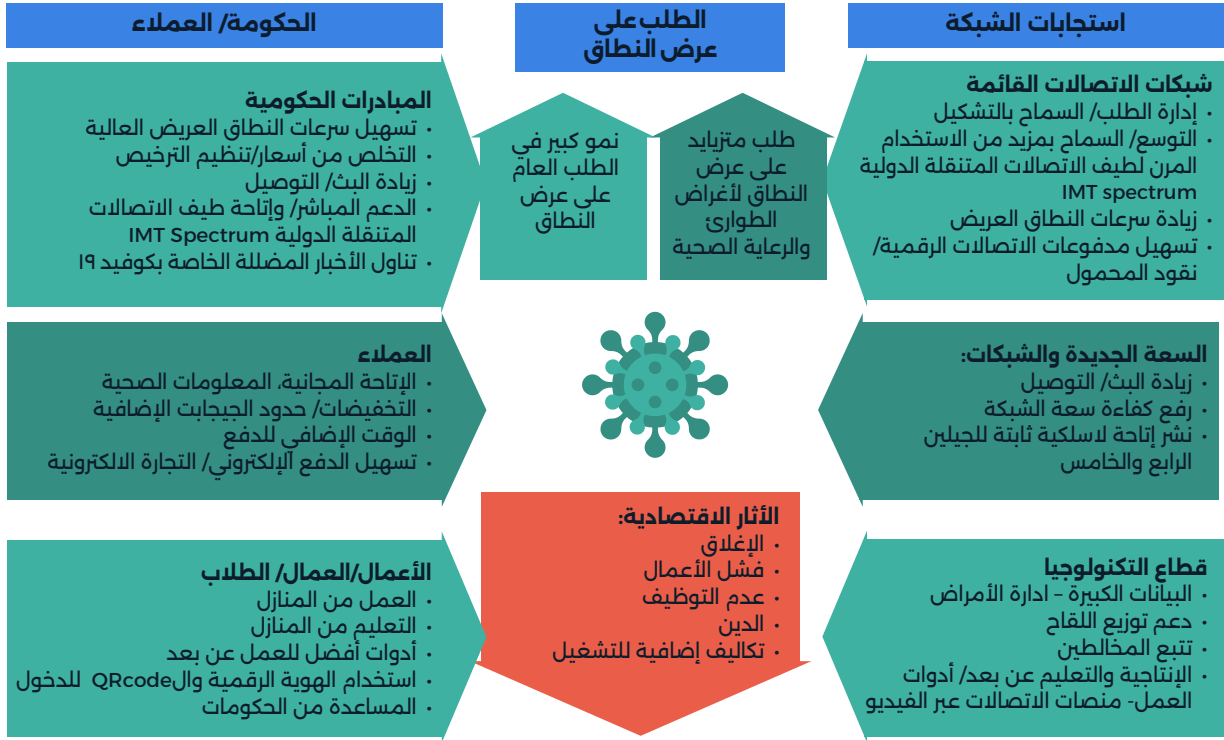 استجابات الشبكة
شبكات الاتصالات القائمة
• إدارة الطلب/ السماح بالتشكيل
• التوسع/ السماح بمزيد من الاستخدام
المرن لطيف الاتصالات المتنقلة الدولية
IMT spectrum
• زيادة سرعات النطاق العريض
• تسهيل مدفوعات الاتصالات الرقمية/
نقود المحمول
السعة الجديدة والشبكات:
• زيادة البث/ التوصيل
• رفع كفاءة سعة الشبكة
• نشر إتاحة لاسلكية ثابتة للجيلين
الرابع والخامس
قطاع التكنولوجيا
• البيانات الكبيرة – ادارة الأمراض
• دعم توزيع اللقاح
• تتبع المخالطين
• الإنتاجية والتعليم عن بعد/ أدوات
العمل- منصات الاتصالات عبر الفيديو
الطلب على
عرض النطاق
طلب متزيايد
على عرض
النطاق لأغراض
الطوارئ
والرعاية الصحية
نمو كبير في
الطلب العام
على عرض
النطاق
الأثار الاقتصادية:
• الإغلاق
• فشل الأعمال
• عدم التوظيف
• الدين
• تكاليف إضافية للتشغيل
الحكومة/ العملاء
المبادرات الحكومية
• تسهيل سرعات النطاق العريض العالية
• التخلص من أسعار/تنظيم الترخيص
• زيادة البث/ التوصيل
• الدعم المباشر/ وإتاحة طيف الاتصالات
المتنقلة الدولية IMT Spectrum
• تناول الأخبار المضللة الخاصة بكوفيد ١٩
العملاء
• الإتاحة المجانية، المعلومات الصحية
• التخفيضات/ حدود الجيجابت الإضافية
• الوقت الإضافي للدفع
• تسهيل الدفع الإلكتروني/ التجارة الالكترونية
الأعمال/العمال/ الطلاب
• العمل من المنازل
• التعليم من المنازل
• أدوات أفضل للعمل عن بعد
• استخدام الهوية الرقمية والQRcode للدخول
• المساعدة من الحكومات